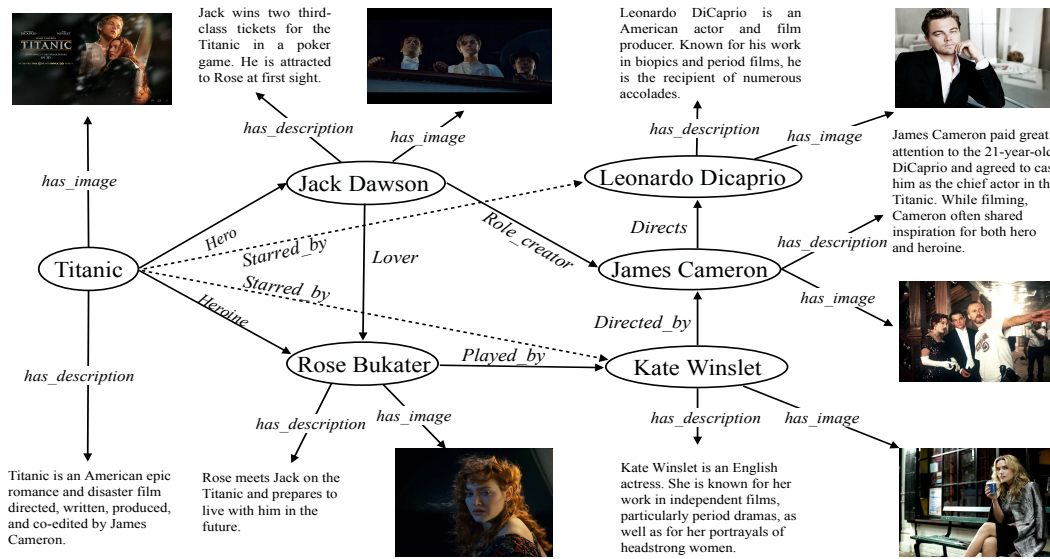 TITANIC
Jack wins two third-
class tickets for the
Titanic in a poker
game. He is attracted
to Rose at first sight.
Leonardo DiCaprio is an
American actor and film
producer. Known for his work
in biopics and period films, he
is the recipient of numerous
accolades.
has_description
has_image
has_description
has_image
has_image
James Cameron paid great
attention to the 21-year-old
DiCaprio and agreed to cas
him as the chief actor in th
Titanic. While filming,
Cameron often shared
inspiration for both hero
and heroine.
Jack Dawson
Leonardo Dicaprio
Hero
Starred_by
Lover
Role_creator
Directs
has_description
Titanic
James Cameron
Starred_by
Heroine
Directed_by
has_image
Rose Bukater
Played_by
Kate Winslet
has_description
has_description
has_image
has_description
has_image
Titanic is an American epic
romance and disaster film
directed, written, produced,
and co-edited by James
Cameron.
Rose meets Jack on the
Titanic and prepares to
live with him in the
future.
Kate Winslet is an English
actress. She is known for her
work in independent films,
particularly period dramas, as
well as for her portrayals of
headstrong women.